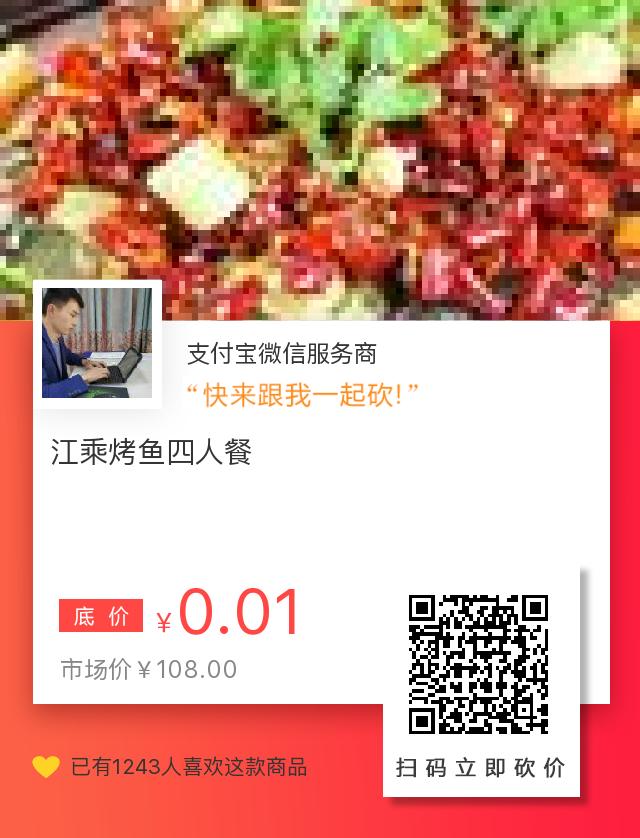 支付宝微信服务商
“快来跟我一起砍!”
江乘烤鱼四人餐
底 价 ¥0.01
市场价¥108.00
已有1243人喜欢这款商品
扫码立即砍价